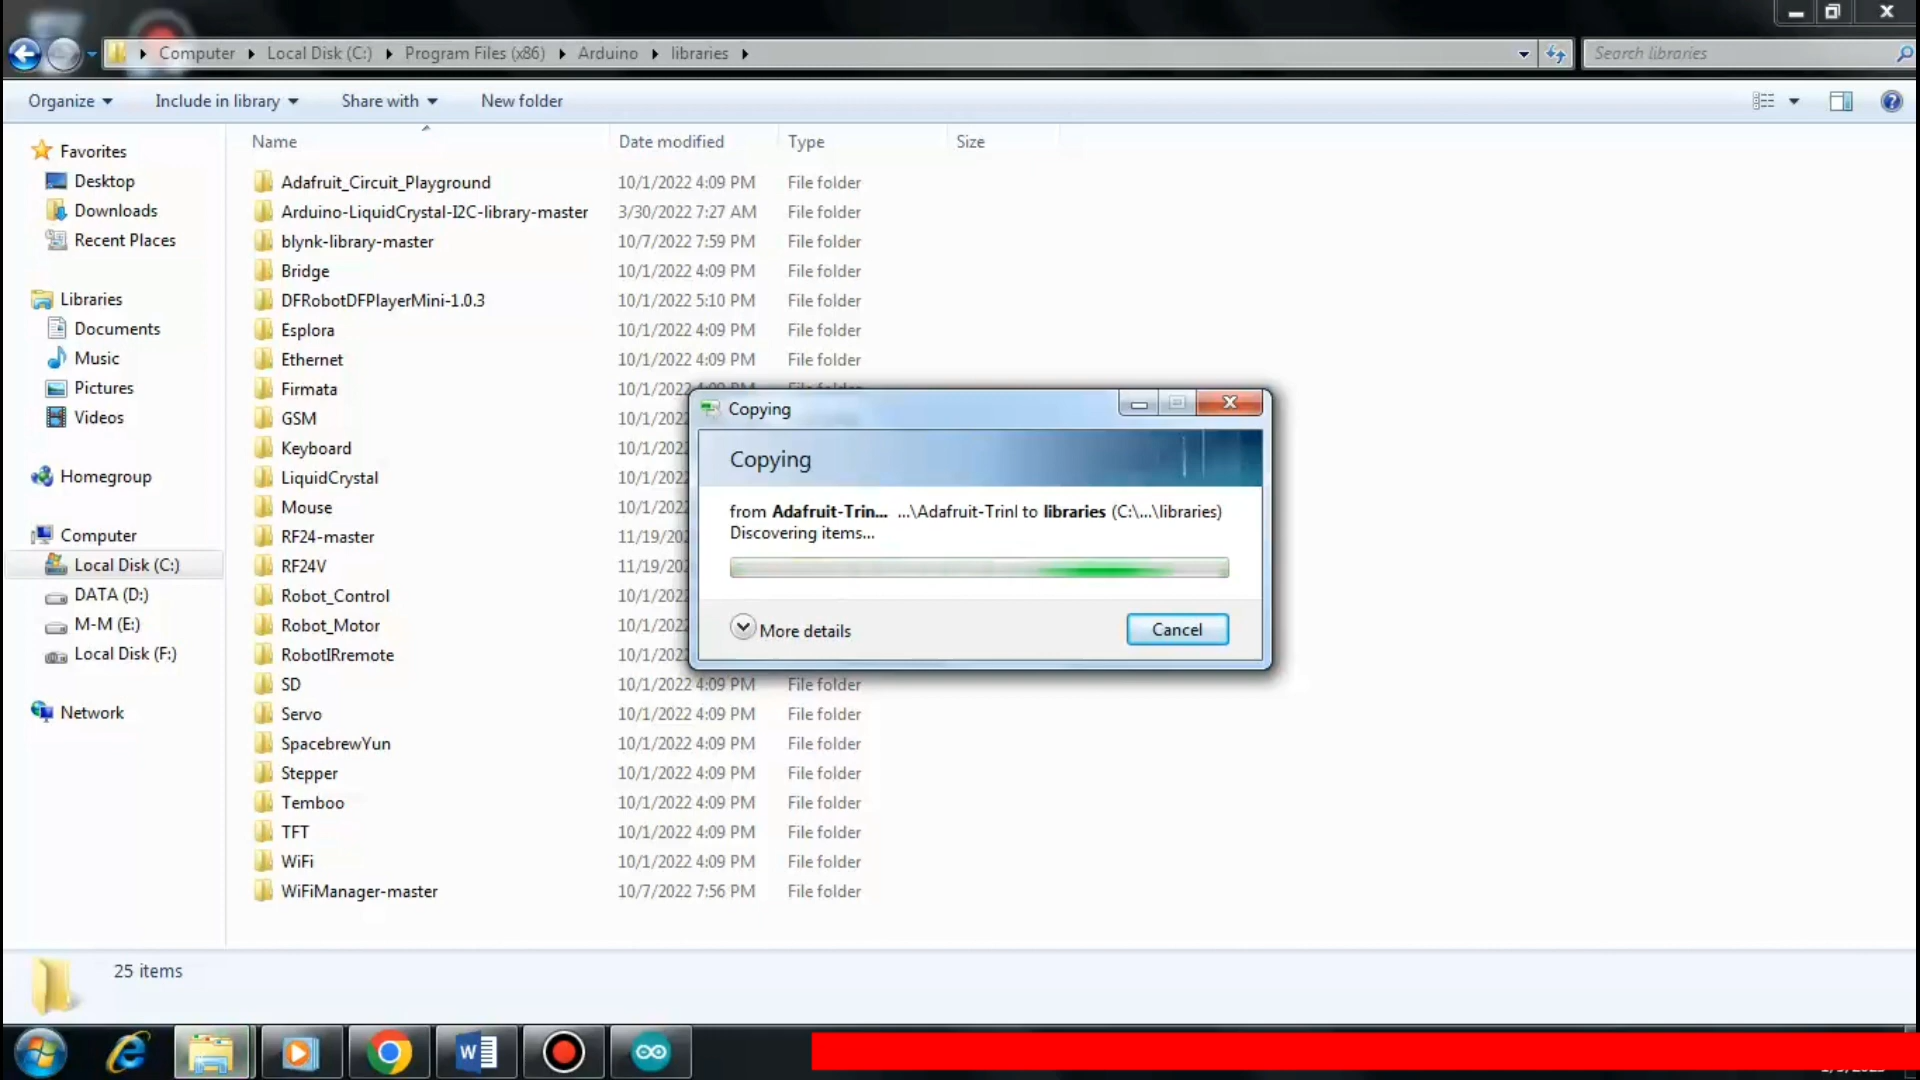 Computer Local Disk (C:) Program Files (x86) Arduino libraries
Search libraries
Organize Include in library Share with New folder
Name Date modified Type Size
Favorites
Desktop
Downloads
Recent Places
Libraries
Documents
Music
Pictures
Videos
Homegroup
Computer
Local Disk (C:)
DATA (D:)
M-M (E:)
Local Disk (F:)
Network
Adafruit_Circuit_Playground 10/1/2022 4:09 PM File folder
Arduino-LiquidCrystal-I2C-library-master 3/30/2022 7:27 AM File folder
blynk-library-master 10/7/2022 7:59 PM File folder
Bridge 10/1/2022 4:09 PM File folder
DFRobotDFPlayerMini-1.0.3 10/1/2022 5:10 PM File folder
Esplora 10/1/2022 4:09 PM File folder
Ethernet 10/1/2022 4:09 PM File folder
Firmata 10/1/2022 4:09 PM File folder
GSM 10/1/20
Keyboard 10/1/20
LiquidCrystal 10/1/20
Mouse 10/1/20
RF24-master 11/19/20
RF24V 11/19/20
Robot_Control 10/1/20
Robot_Motor 10/1/20
RobotIRremote 10/1/20
SD 10/1/2022 4:09 PM File folder
Servo 10/1/2022 4:09 PM File folder
SpacebrewYun 10/1/2022 4:09 PM File folder
Stepper 10/1/2022 4:09 PM File folder
Temboo 10/1/2022 4:09 PM File folder
TFT 10/1/2022 4:09 PM File folder
WiFi 10/1/2022 4:09 PM File folder
WiFiManager-master 10/7/2022 7:56 PM File folder
Copying
Copying
from Adafruit-Trin... ...\Adafruit-TrinI to libraries (C:\...\libraries)
Discovering items...
More details
Cancel
25 items